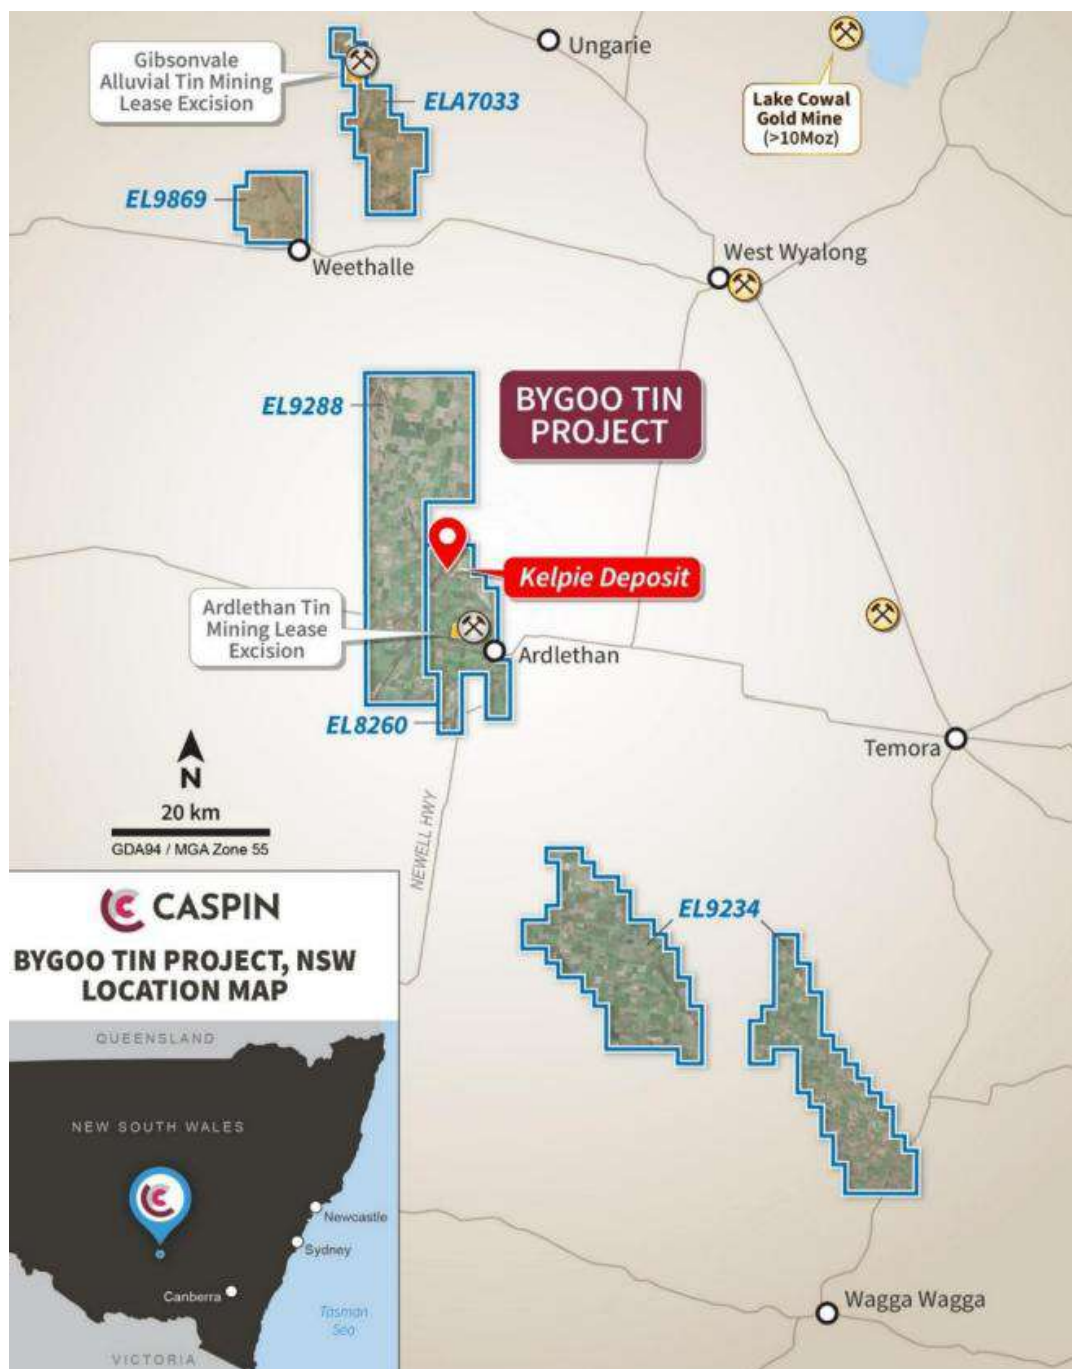 Gibsonvale
Alluvial Tin Mining
Lease Excision
Ungarie
ELA7033
Lake Cowal
Gold Mine
(>10Moz)
EL9869
Weethalle
West Wyalong
EL9288
BYGOO TIN
PROJECT
Kelpie Deposit
Ardlethan Tin
Mining Lease
Excision
Ardlethan
EL8260
Temora
N
20 km
GDA94 / MGA Zone 55
NEWELL HWY
EL9234
CASPIN
BYGOO TIN PROJECT, NSW
LOCATION MAP
QUEENSLAND
NEW SOUTH WALES
Newcastle
Sydney
Canberra
Tasman
Sea
VICTORIA
Wagga Wagga